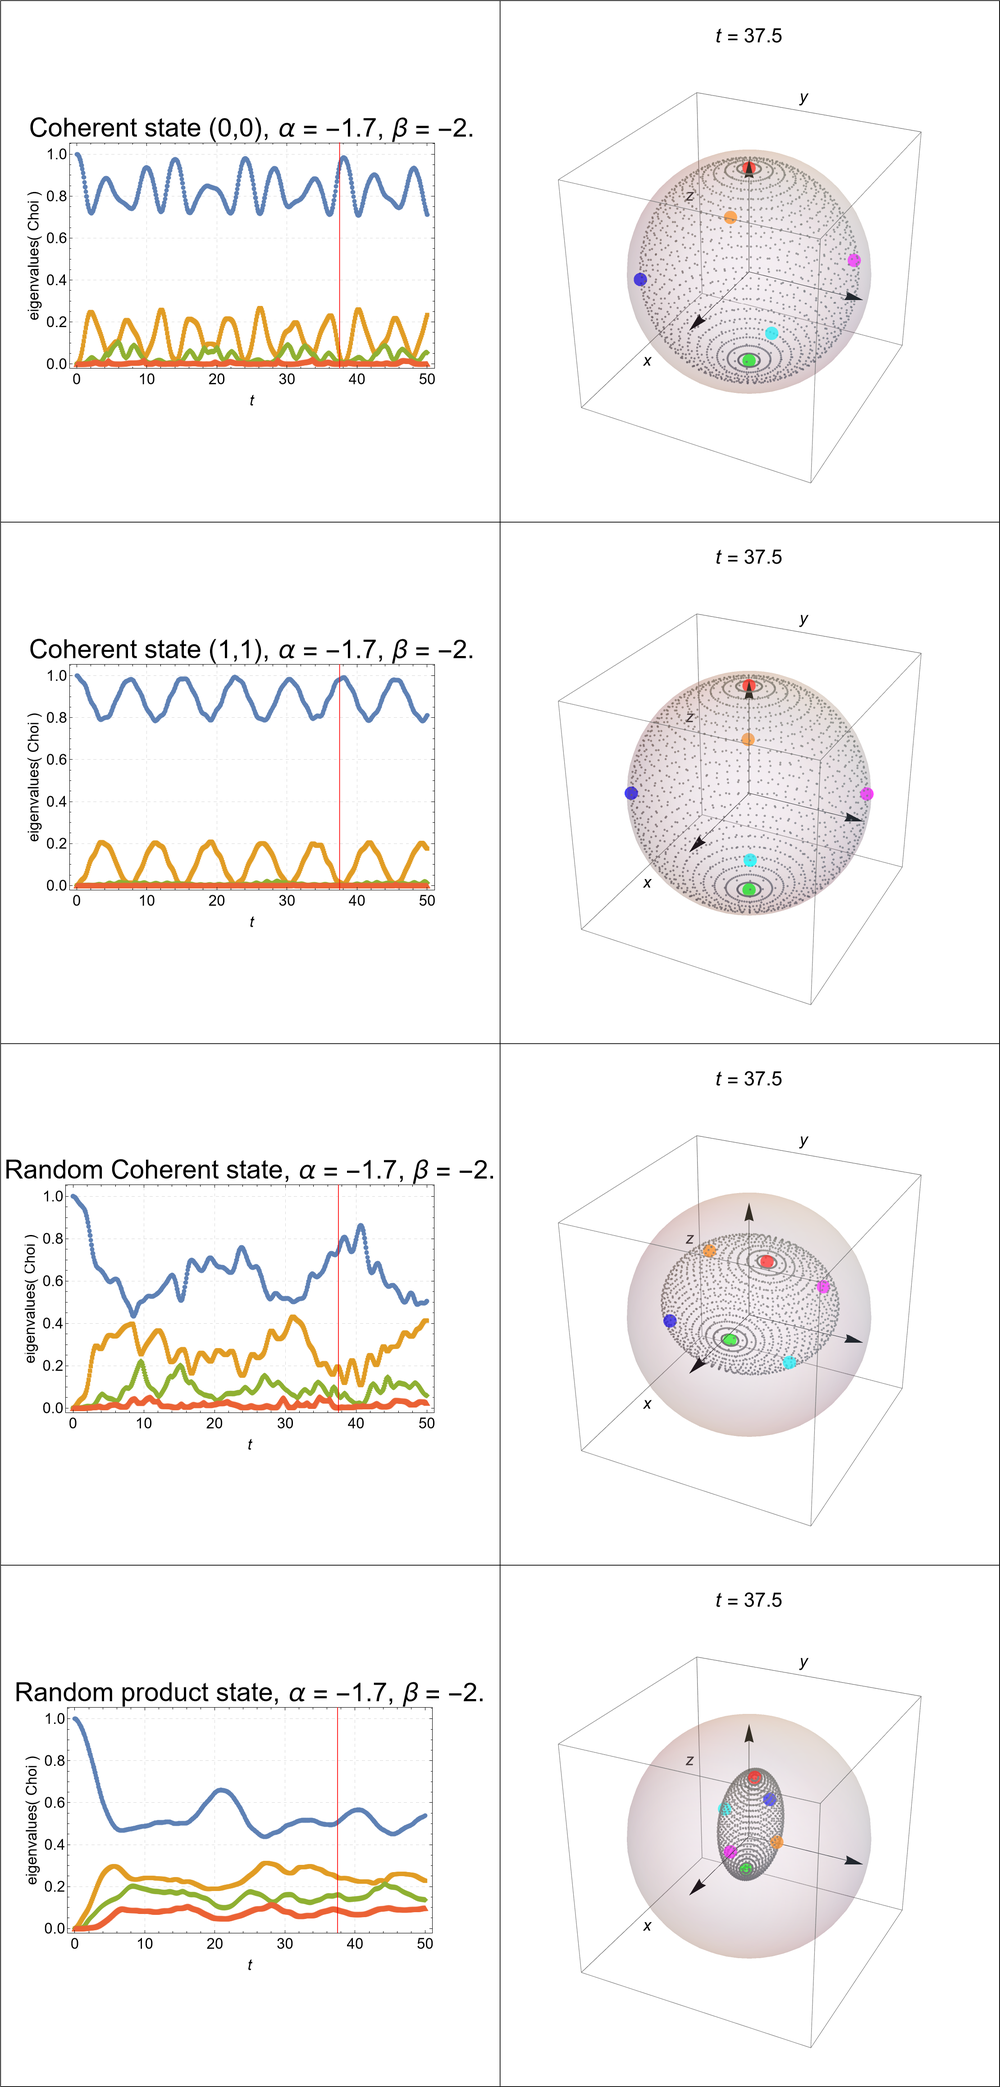 Coherent state (0,0), α = −1.7, β = −2.
eigenvalues( Choi )
1.0
0.8
0.6
0.4
0.2
0.0
0 10 20 30 40 50
t
t = 37.5
y
z
x
Coherent state (1,1), α = −1.7, β = −2.
eigenvalues( Choi )
1.0
0.8
0.6
0.4
0.2
0.0
0 10 20 30 40 50
t
t = 37.5
y
z
x
Random Coherent state, α = −1.7, β = −2.
eigenvalues( Choi )
1.0
0.8
0.6
0.4
0.2
0.0
0 10 20 30 40 50
t
t = 37.5
y
z
x
Random product state, α = −1.7, β = −2.
eigenvalues( Choi )
1.0
0.8
0.6
0.4
0.2
0.0
0 10 20 30 40 50
t
t = 37.5
y
z
x